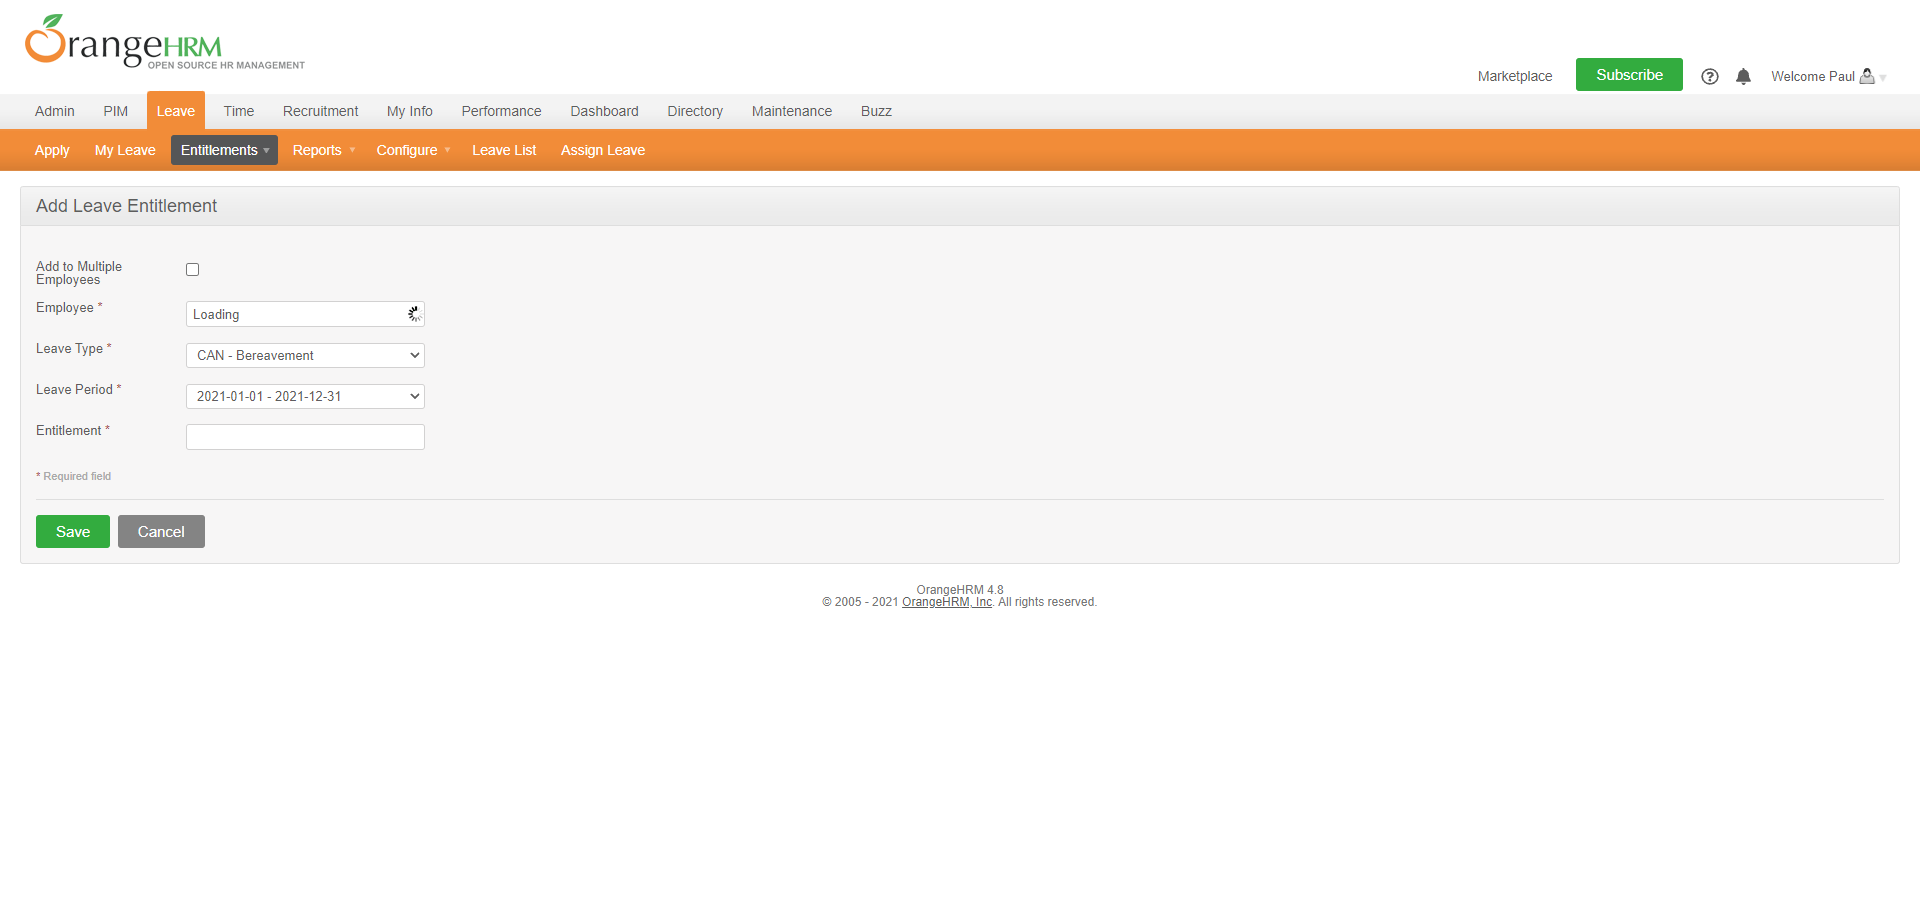 OrangeHRM
OPEN SOURCE HR MANAGEMENT
Marketplace
Subscribe
?
Welcome Paul
Admin PIM Leave Time Recruitment My Info Performance Dashboard Directory Maintenance Buzz
Apply My Leave Entitlements Reports Configure Leave List Assign Leave
Add Leave Entitlement
Add to Multiple
Employees
Employee *
Loading
Leave Type *
CAN - Bereavement
Leave Period *
2021-01-01 - 2021-12-31
Entitlement *
* Required field
Save Cancel
OrangeHRM 4.8
© 2005 - 2021 OrangeHRM, Inc. All rights reserved.